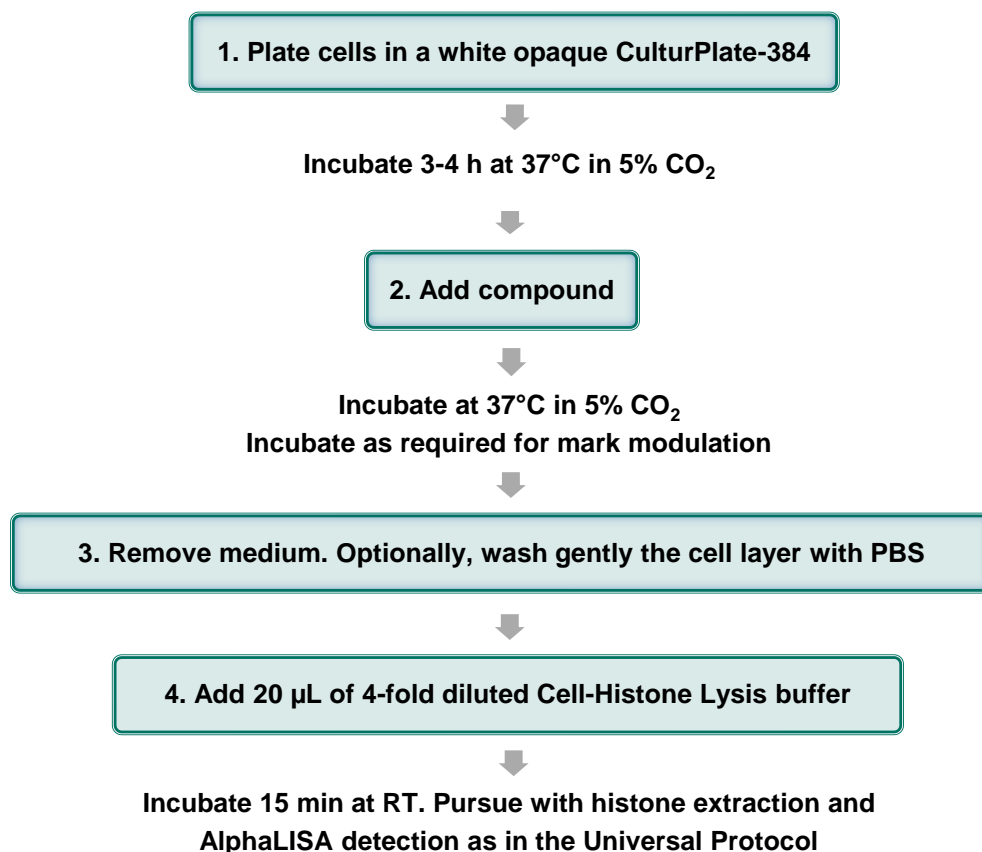 1. Plate cells in a white opaque CulturPlate-384
Incubate 3-4 h at 37°C in 5% CO₂
2. Add compound
Incubate at 37°C in 5% CO₂
Incubate as required for mark modulation
3. Remove medium. Optionally, wash gently the cell layer with PBS
4. Add 20 µL of 4-fold diluted Cell-Histone Lysis buffer
Incubate 15 min at RT. Pursue with histone extraction and
AlphaLISA detection as in the Universal Protocol